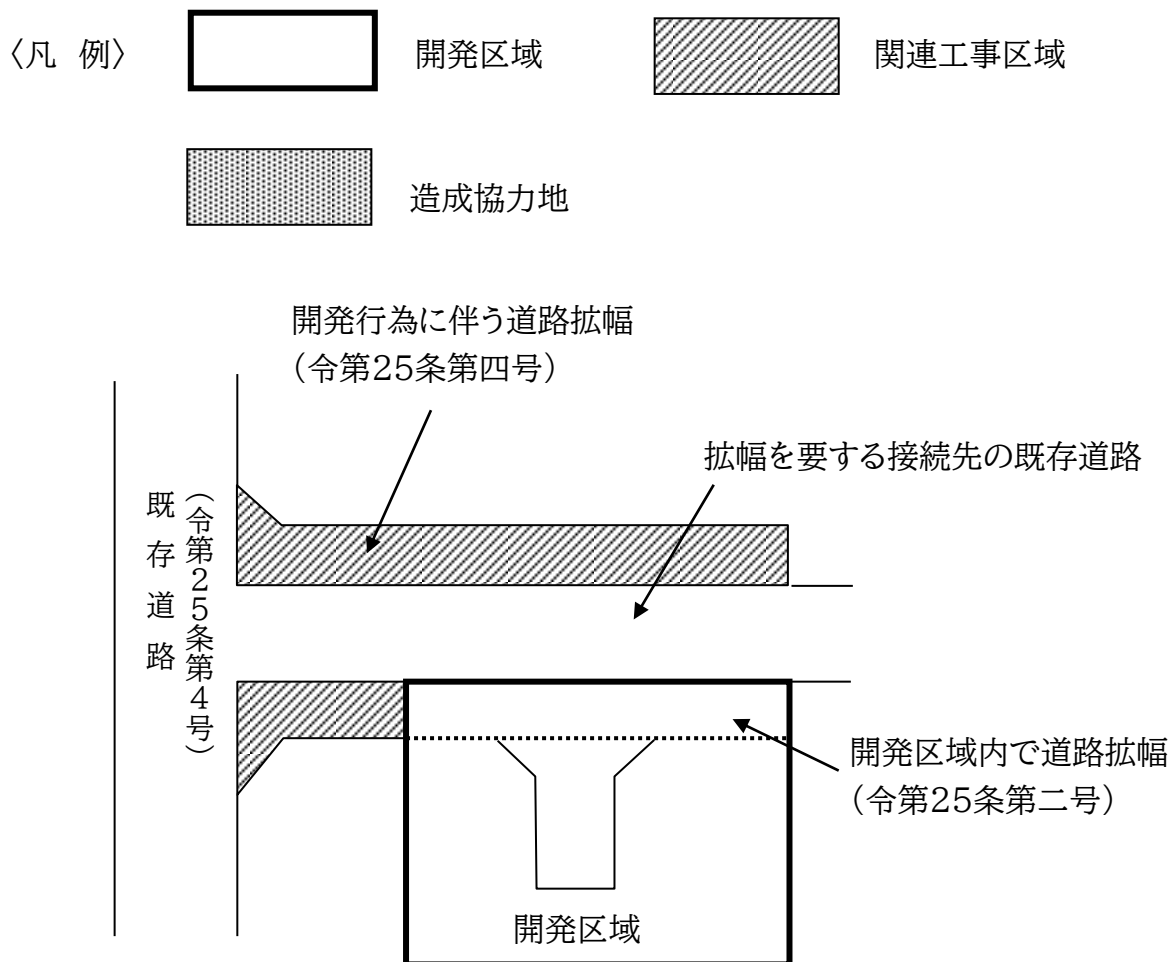 〈凡 例〉
開発区域
関連工事区域
造成協力地
開発行為に伴う道路拡幅
（令第25条第四号）
拡幅を要する接続先の既存道路
（令第25条第4号）
既存道路
開発区域内で道路拡幅
（令第25条第二号）
開発区域